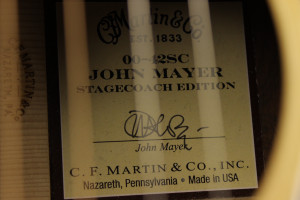 C.F. Martin & Co.
EST. 1833
00-42SC
JOHN MAYER
STAGECOACH EDITION
John Mayer
C. F. MARTIN & CO., INC.
Nazareth, Pennsylvania • Made in USA